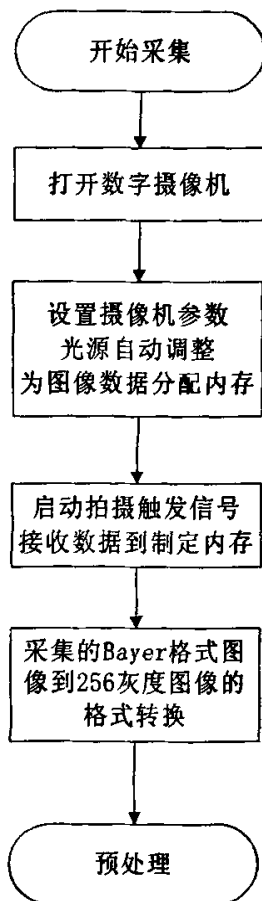 开始采集
打开数字摄像机
设置摄像机参数
光源自动调整
为图像数据分配内存
启动拍摄触发信号
接收数据到制定内存
采集的Bayer格式图
像到256灰度图像的
格式转换
预处理